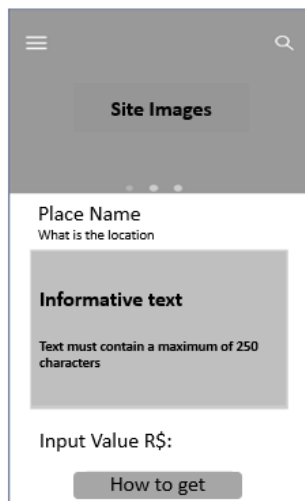 Site Images
Place Name
What is the location
Informative text
Text must contain a maximum of 250
characters
Input Value R$:
How to get